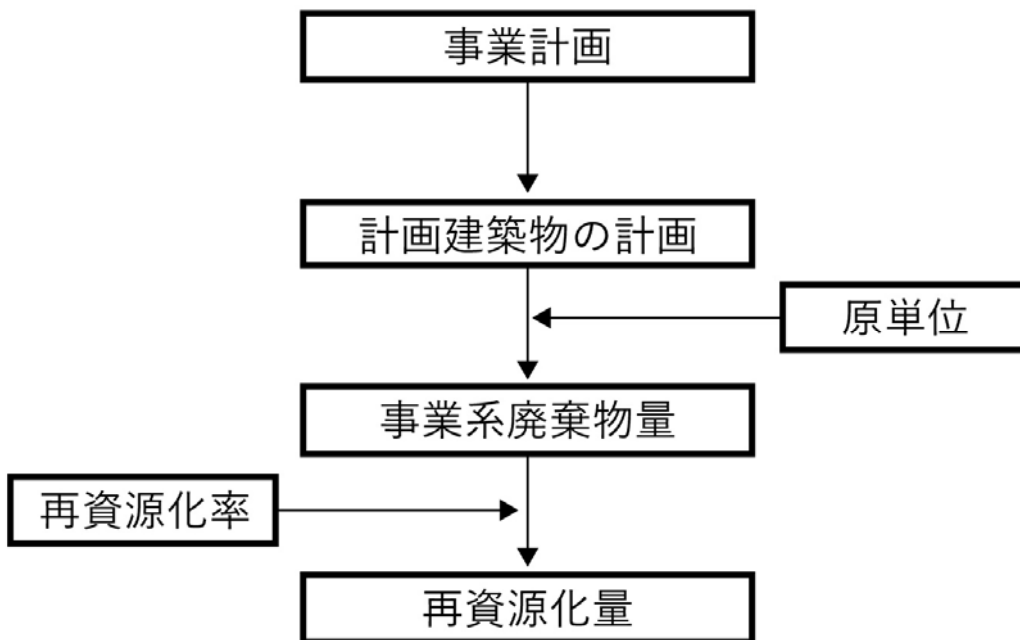 事業計画
計画建築物の計画
原単位
事業系廃棄物量
再資源化率
再資源化量